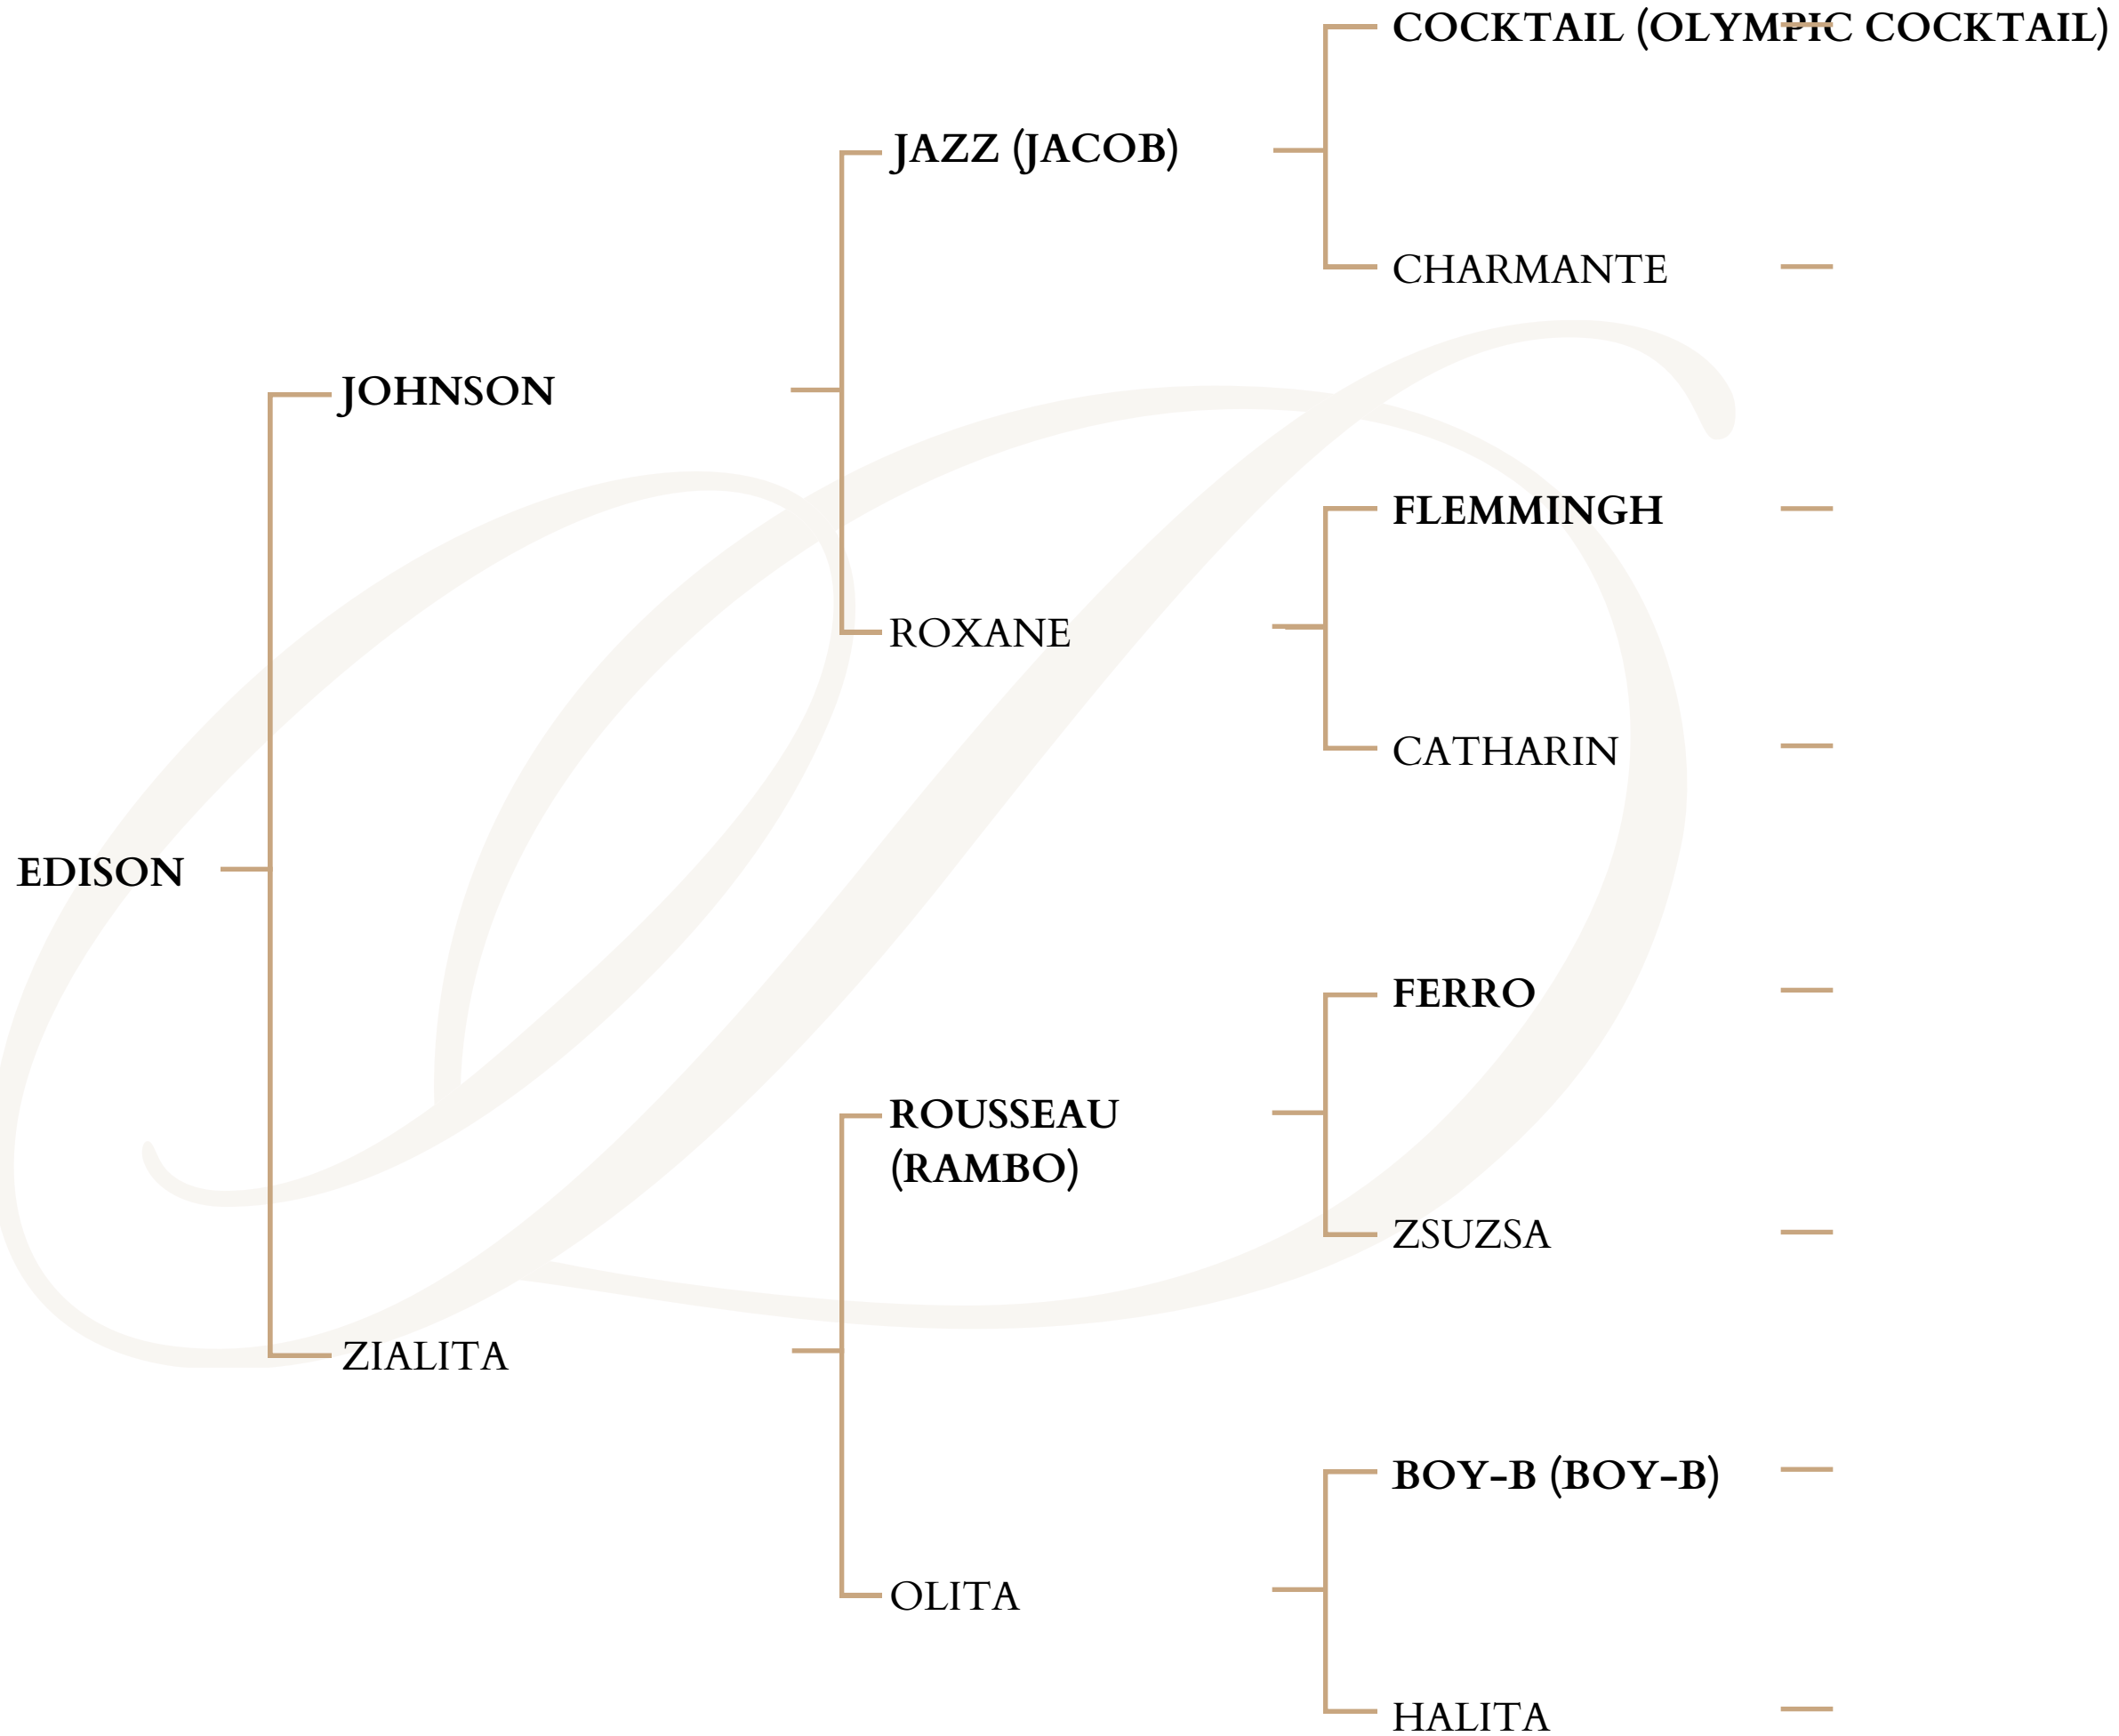 COCKTAIL (OLYMPIC COCKTAIL)
JAZZ (JACOB)
CHARMANTE
JOHNSON
FLEMMINGH
ROXANE
CATHARIN
EDISON
FERRO
ROUSSEAU
(RAMBO)
ZSUZSA
ZIALITA
BOY-B (BOY-B)
OLITA
HALITA